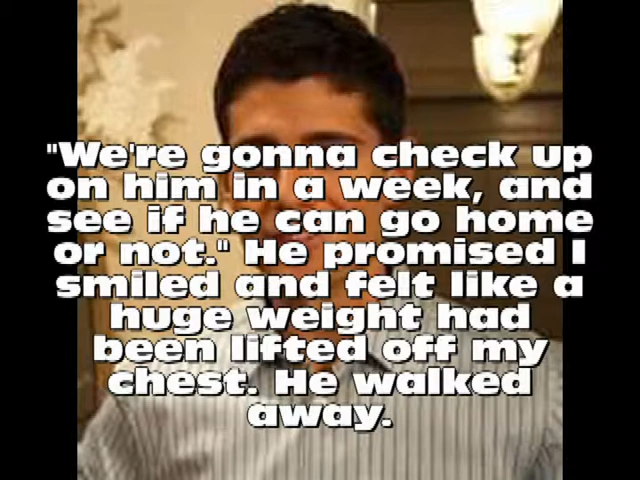 "We're gonna check up
on him in a week, and
see if he can go home
or not." He promised I
smiled and felt like a
huge weight had
been lifted off my
chest. He walked
away.